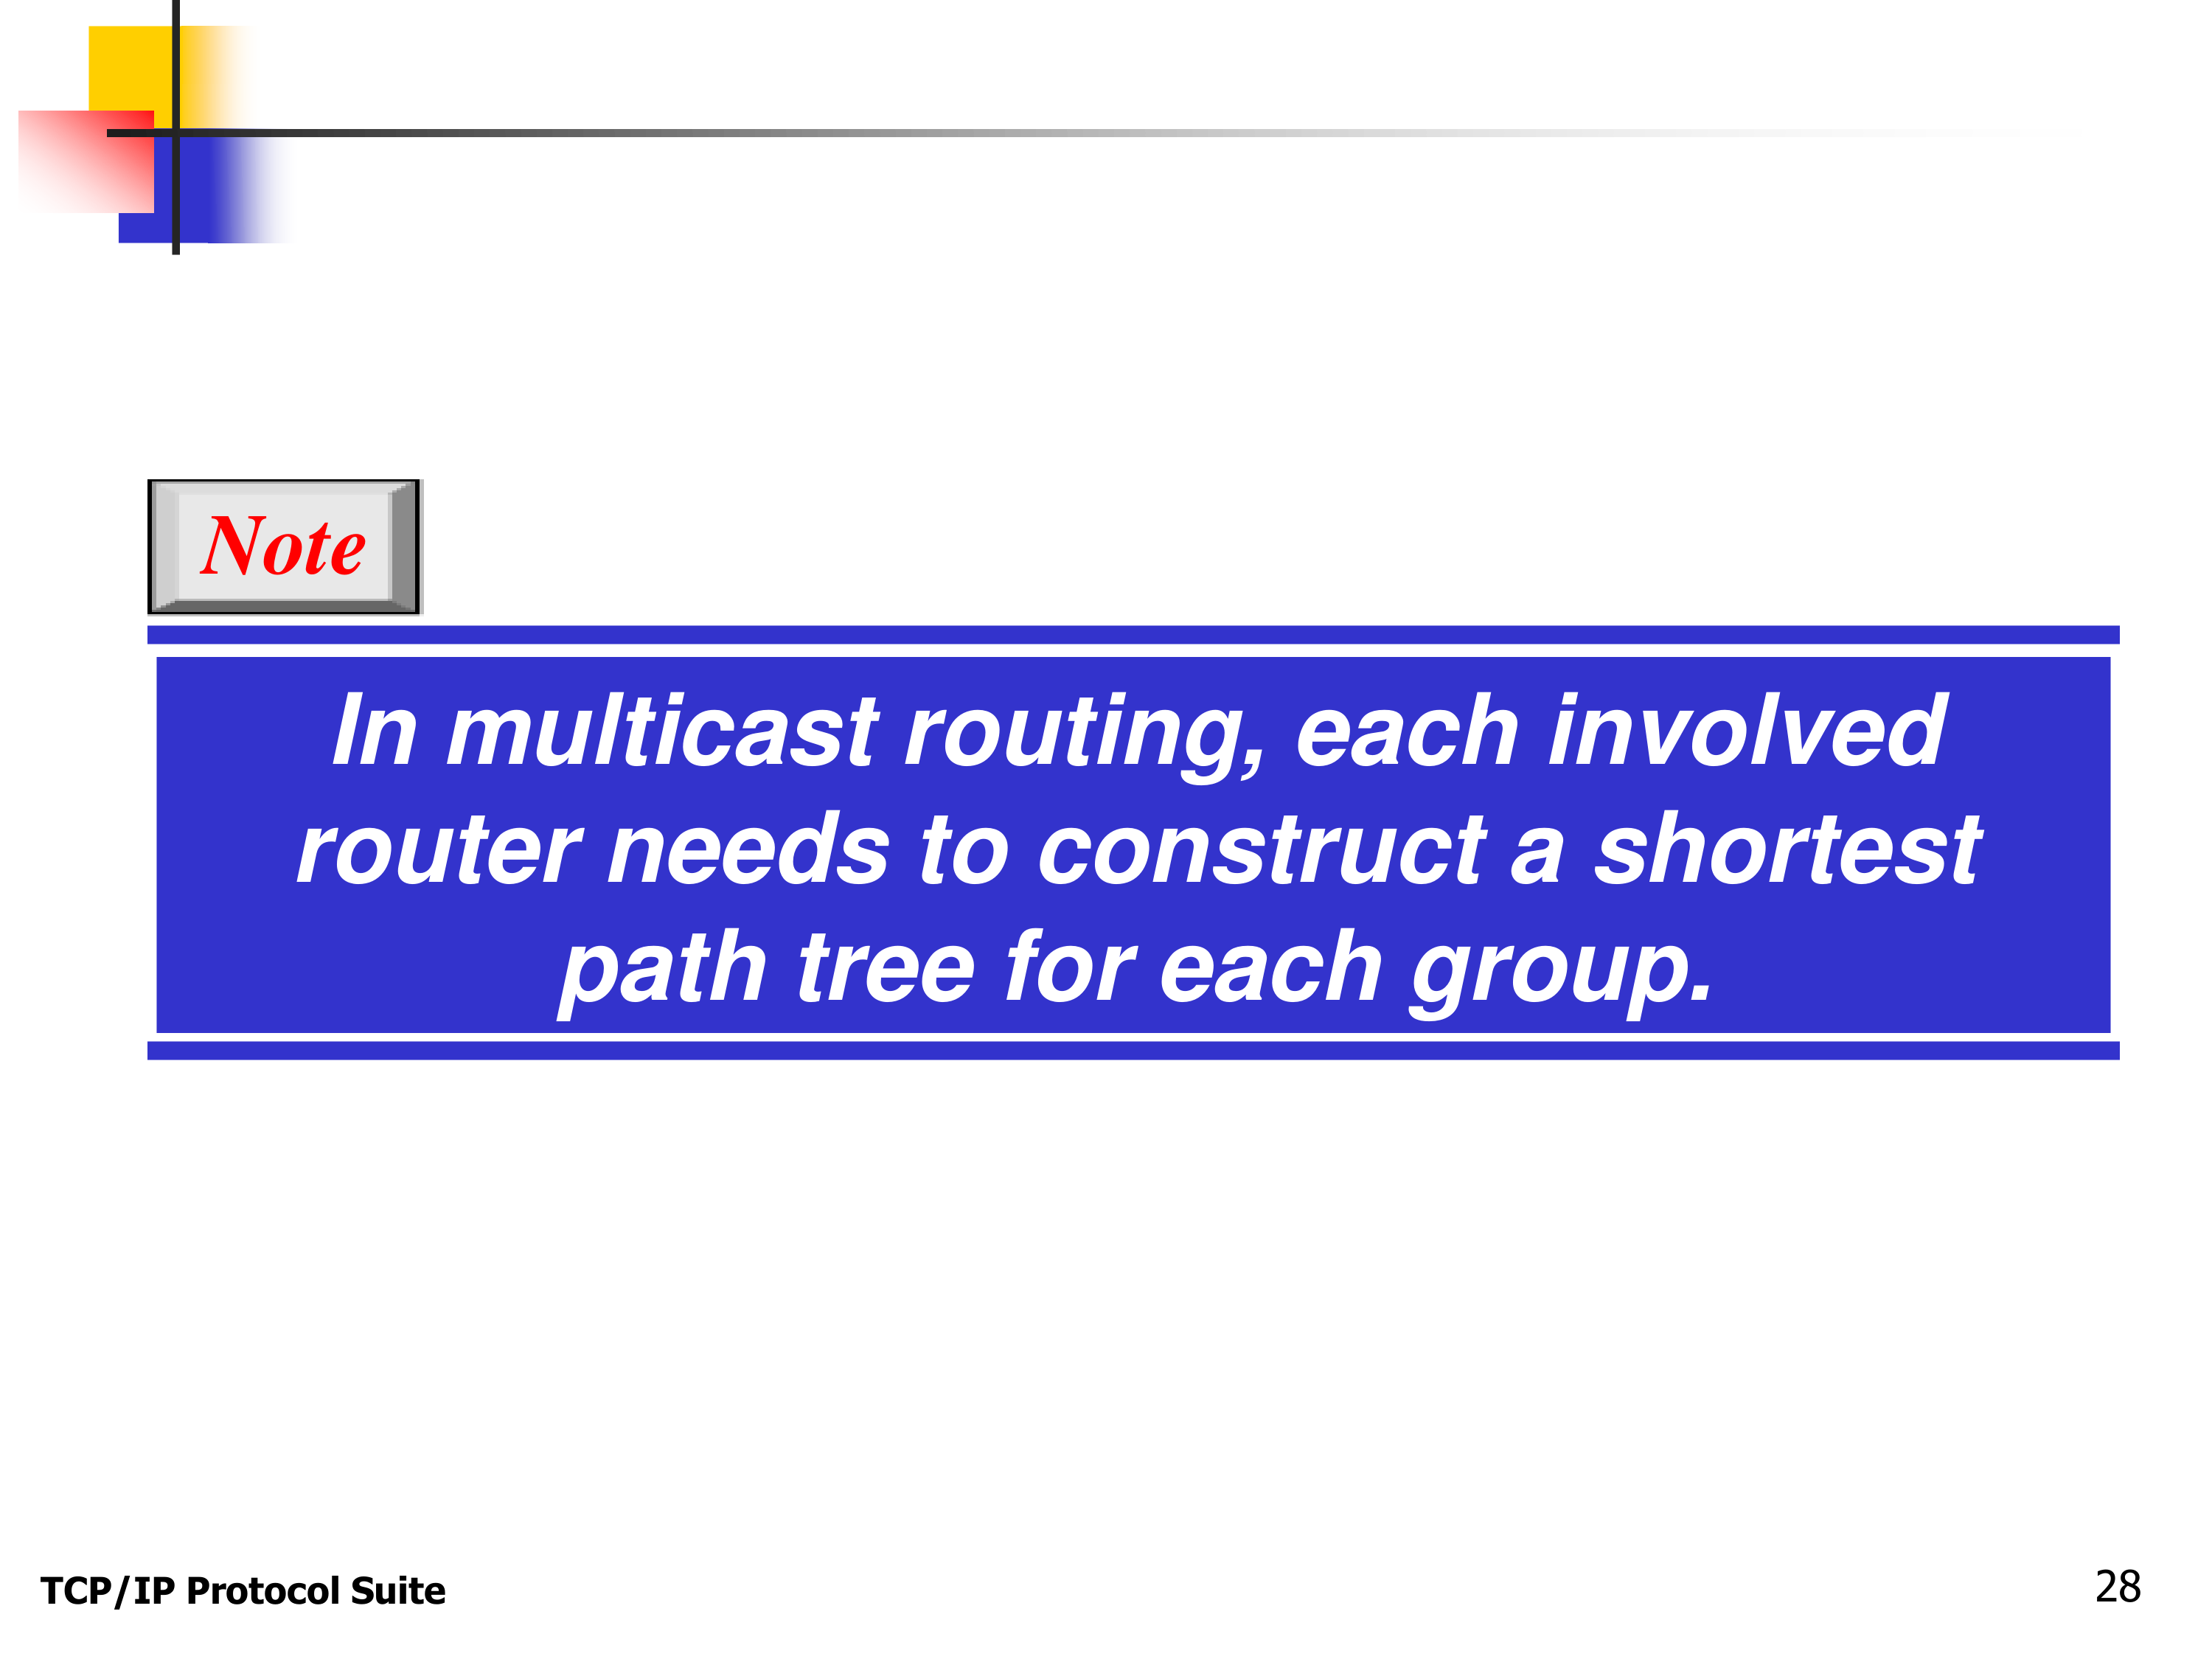 Note
In multicast routing, each involved
router needs to construct a shortest
path tree for each group.
TCP/IP Protocol Suite
28